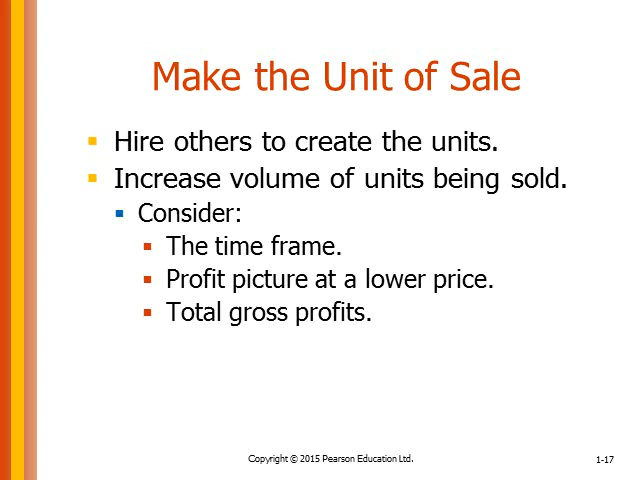 Make the Unit of Sale
Hire others to create the units.
Increase volume of units being sold.
Consider:
The time frame.
Profit picture at a lower price.
Total gross profits.
Copyright © 2015 Pearson Education Ltd.
1-17